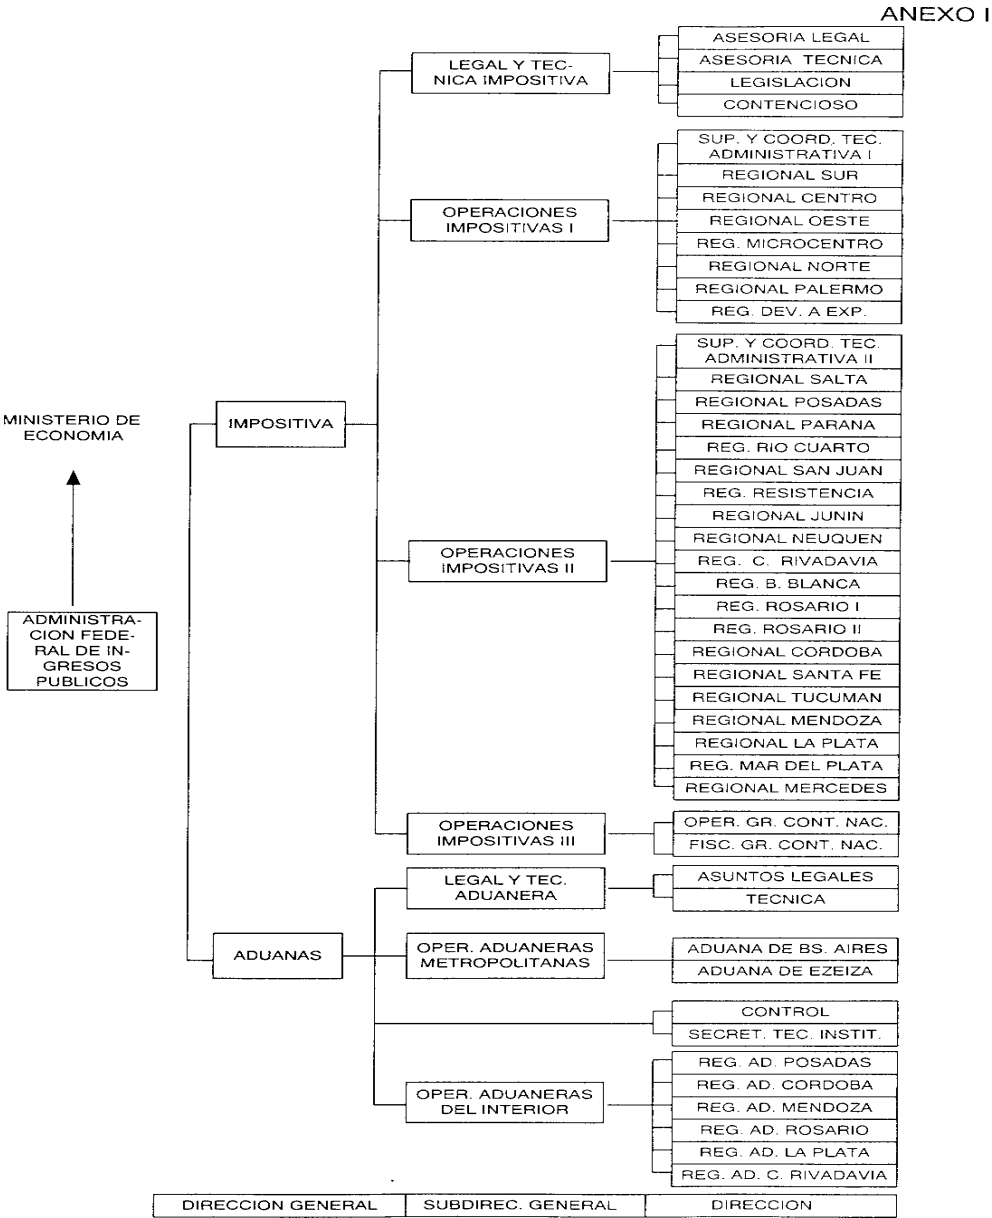 ANEXO I
MINISTERIO DE
ECONOMIA
ADMINISTRA-
CION FEDE-
RAL DE IN-
GRESOS
PUBLICOS
IMPOSITIVA
LEGAL Y TEC-
NICA IMPOSITIVA
ASESORIA LEGAL
ASESORIA TECNICA
LEGISLACION
CONTENCIOSO
OPERACIONES
IMPOSITIVAS I
SUP. Y COORD. TEC.
ADMINISTRATIVA I
REGIONAL SUR
REGIONAL CENTRO
REGIONAL OESTE
REG. MICROCENTRO
REGIONAL NORTE
REGIONAL PALERMO
REG. DEV. A EXP.
OPERACIONES
IMPOSITIVAS II
SUP. Y COORD. TEC.
ADMINISTRATIVA II
REGIONAL SALTA
REGIONAL POSADAS
REGIONAL PARANA
REG. RIO CUARTO
REGIONAL SAN JUAN
REG. RESISTENCIA
REGIONAL JUNIN
REGIONAL NEUQUEN
REG. C. RIVADAVIA
REG. B. BLANCA
REG. ROSARIO I
REG. ROSARIO II
REGIONAL CORDOBA
REGIONAL SANTA FE
REGIONAL TUCUMAN
REGIONAL MENDOZA
REGIONAL LA PLATA
REG. MAR DEL PLATA
REGIONAL MERCEDES
OPERACIONES
IMPOSITIVAS III
OPER. GR. CONT. NAC.
FISC. GR. CONT. NAC.
ADUANAS
LEGAL Y TEC.
ADUANERA
ASUNTOS LEGALES
TECNICA
OPER. ADUANERAS
METROPOLITANAS
ADUANA DE BS. AIRES
ADUANA DE EZEIZA
CONTROL
SECRET. TEC. INSTIT.
OPER. ADUANERAS
DEL INTERIOR
REG. AD. POSADAS
REG. AD. CORDOBA
REG. AD. MENDOZA
REG. AD. ROSARIO
REG. AD. LA PLATA
REG. AD. C. RIVADAVIA
DIRECCION GENERAL
SUBDIREC. GENERAL
DIRECCION